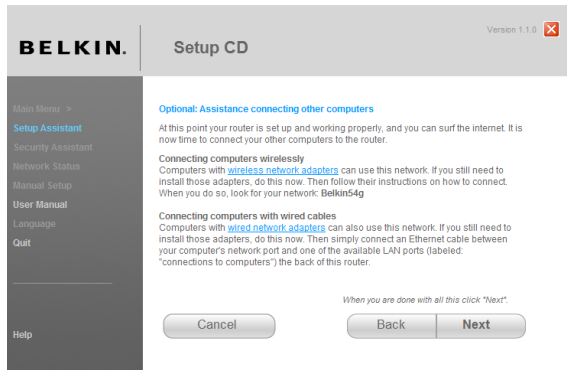 Version 1.1.0
BELKIN.
Setup CD
Main Menu >
Setup Assistant
Security Assistant
Network Status
Manual Setup
User Manual
Language
Quit
Help
Optional: Assistance connecting other computers
At this point your router is set up and working properly, and you can surf the internet. It is
now time to connect your other computers to the router.
Connecting computers wirelessly
Computers with wireless network adapters can use this network. If you still need to
install those adapters, do this now. Then follow their instructions on how to connect.
When you do so, look for your network: Belkin54g
Connecting computers with wired cables
Computers with wired network adapters can also use this network. If you still need to
install those adapters, do this now. Then simply connect an Ethernet cable between
your computer's network port and one of the available LAN ports (labeled:
"connections to computers") the back of this router.
When you are done with all this click "Next".
Cancel
Back
Next